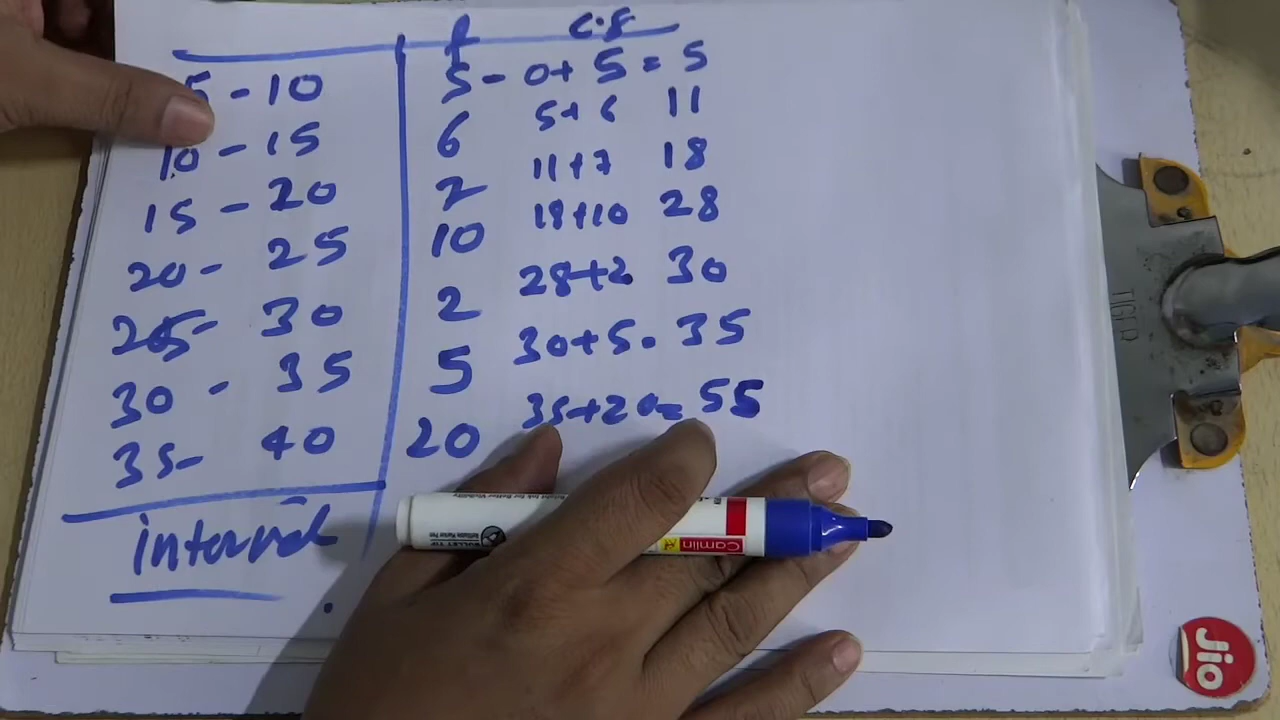 f c.f
5 - 10 5 - 0+ 5 = 5
10 - 15 6 5+6 11
15 - 20 7 11+7 18
20 - 25 10 18+10 28
25 - 30 2 28+2 30
30 - 35 5 30+5 = 35
35 - 40 20 35+20= 55
interval
Camlin
TIGER
Jio